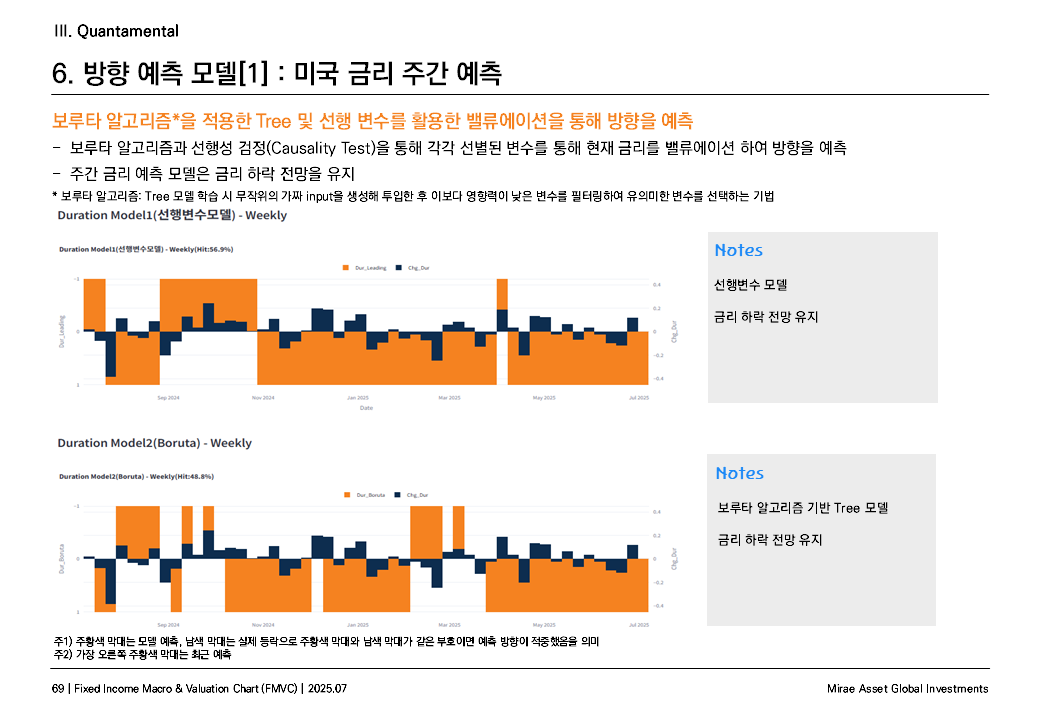 III. Quantamental
6. 방향 예측 모델[1] : 미국 금리 주간 예측
보루타 알고리즘*을 적용한 Tree 및 선행 변수를 활용한 밸류에이션을 통해 방향을 예측
- 보루타 알고리즘과 선행성 검정(Causality Test)을 통해 각각 선별된 변수를 통해 현재 금리를 밸류에이션 하여 방향을 예측
- 주간 금리 예측 모델은 금리 하락 전망을 유지
* 보루타 알고리즘: Tree 모델 학습 시 무작위의 가짜 input을 생성해 투입한 후 이보다 영향력이 낮은 변수를 필터링하여 유의미한 변수를 선택하는 기법
Duration Model1(선행변수모델) - Weekly
Duration Model1(선행변수모델) - Weekly(Hit:56.9%)
Dur_Leading Chg_Dur
-1
0
1
Dur_Leading
0.4
0.2
0
-0.2
-0.4
Chg_Dur
Sep 2024 Nov 2024 Jan 2025 Mar 2025 May 2025 Jul 2025
Date
Notes
선행변수 모델
금리 하락 전망 유지
Duration Model2(Boruta) - Weekly
Duration Model2(Boruta) - Weekly(Hit:48.8%)
Dur_Boruta Chg_Dur
-1
0
1
Dur_Boruta
0.4
0.2
0
-0.2
-0.4
Chg_Dur
Sep 2024 Nov 2024 Jan 2025 Mar 2025 May 2025 Jul 2025
Notes
보루타 알고리즘 기반 Tree 모델
금리 하락 전망 유지
주1) 주황색 막대는 모델 예측, 남색 막대는 실제 등락으로 주황색 막대와 남색 막대가 같은 부호이면 예측 방향이 적중했음을 의미
주2) 가장 오른쪽 주황색 막대는 최근 예측
69 | Fixed Income Macro & Valuation Chart (FMVC) | 2025.07
Mirae Asset Global Investments